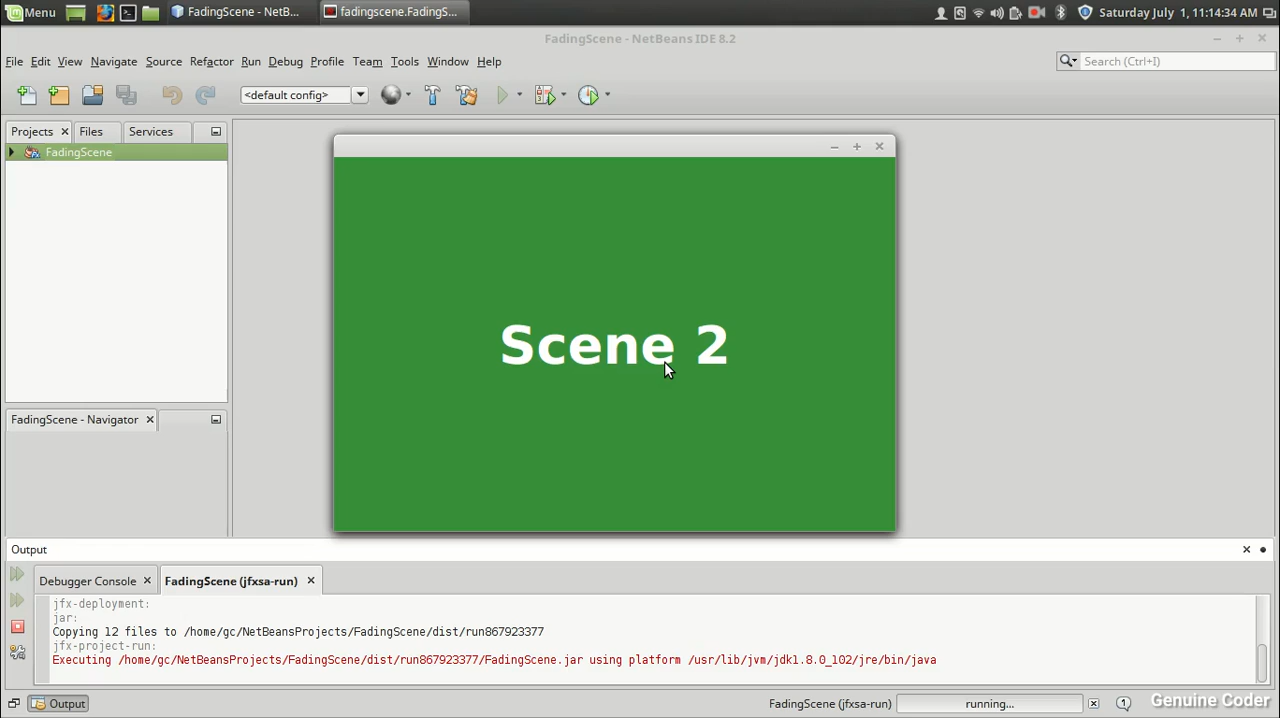 Menu
FadingScene - NetB...
fadingscene.FadingS...
Saturday July 1, 11:14:34 AM
FadingScene - NetBeans IDE 8.2
File Edit View Navigate Source Refactor Run Debug Profile Team Tools Window Help
Search (Ctrl+I)
<default config>
Projects Files Services
FadingScene
Scene 2
FadingScene - Navigator
Output
Debugger Console FadingScene (jfxsa-run)
jfx-deployment:
jar:
Copying 12 files to /home/gc/NetBeansProjects/FadingScene/dist/run867923377
jfx-project-run:
Executing /home/gc/NetBeansProjects/FadingScene/dist/run867923377/FadingScene.jar using platform /usr/lib/jvm/jdk1.8.0_102/jre/bin/java
Output
FadingScene (jfxsa-run)
running...
1
Genuine Coder